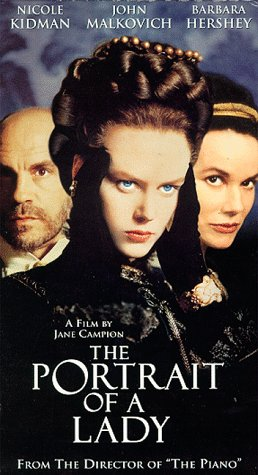 NICOLE KIDMAN
JOHN MALKOVICH
BARBARA HERSHEY
A FILM BY
JANE CAMPION
THE
PORTRAIT
OF A
LADY
FROM THE DIRECTOR OF "THE PIANO"